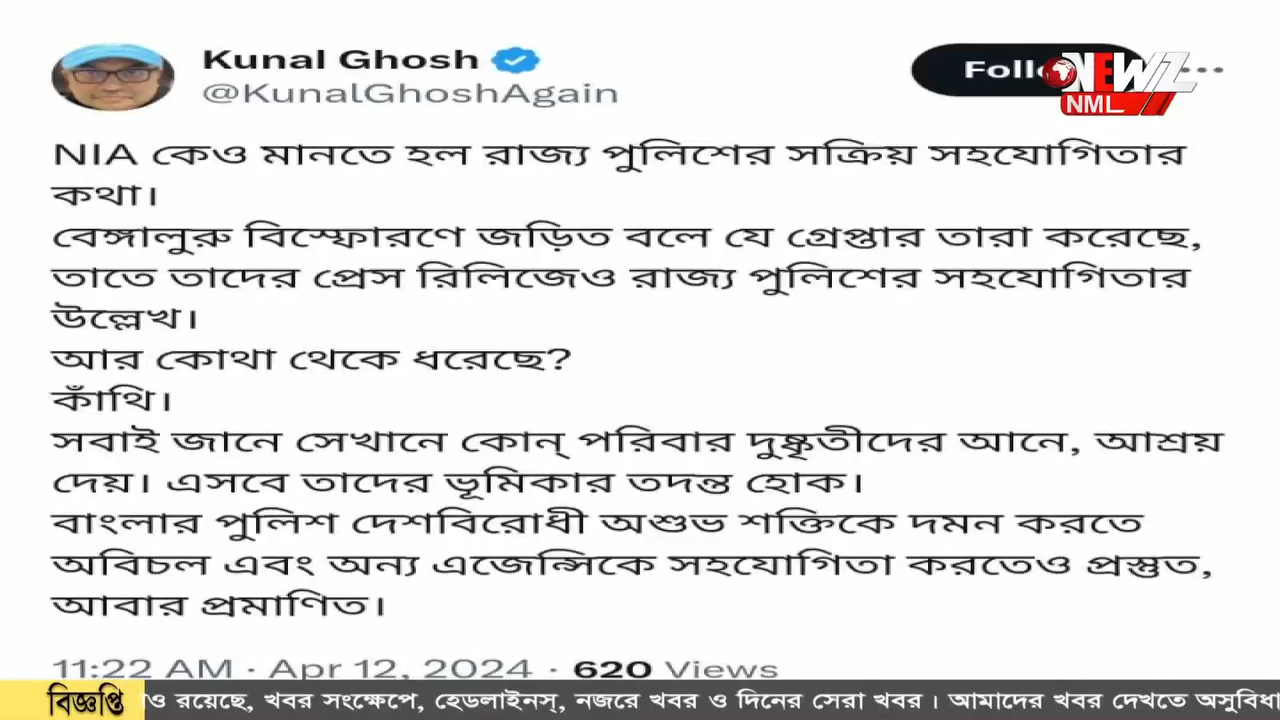 Kunal Ghosh
@KunalGhoshAgain
NEWZ
NML
NIA কেও মানতে হল রাজ্য পুলিশের সক্রিয় সহযোগিতার
কথা।
বেঙ্গালুরু বিস্ফোরণে জড়িত বলে যে গ্রেপ্তার তারা করেছে,
তাতে তাদের প্রেস রিলিজেও রাজ্য পুলিশের সহযোগিতার
উল্লেখ।
আর কোথা থেকে ধরেছে?
কাঁথি।
সবাই জানে সেখানে কোন্ পরিবার দুষ্কৃতীদের আনে, আশ্রয়
দেয়। এসবে তাদের ভূমিকার তদন্ত হোক।
বাংলার পুলিশ দেশবিরোধী অশুভ শক্তিকে দমন করতে
অবিচল এবং অন্য এজেন্সিকে সহযোগিতা করতেও প্রস্তুত,
আবার প্রমাণিত।
11:22 AM · Apr 12, 2024 · 620 Views
বিজ্ঞপ্তি রয়েছে, খবর সংক্ষেপে, হেডলাইনস্, নজরে খবর ও দিনের সেরা খবর। আমাদের খবর দেখতে অসুবিধা